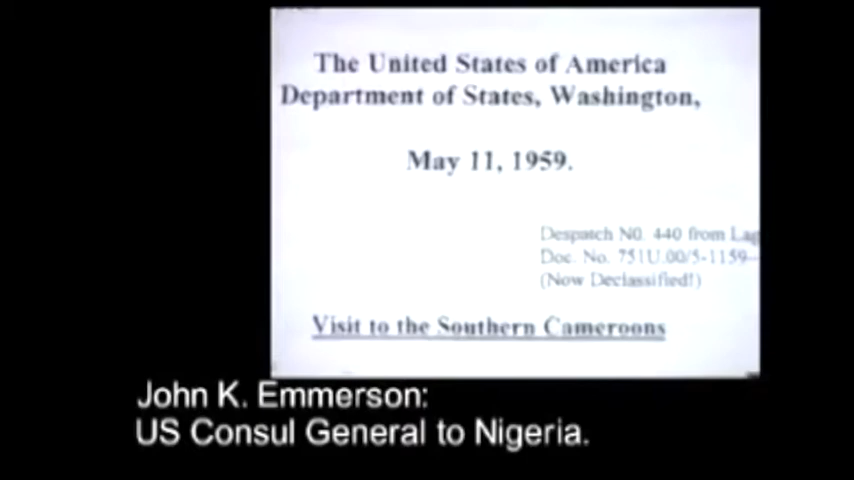 The United States of America
Department of States, Washington,
May 11, 1959.
Despatch N0. 440 from
Doc. No. 751U.00/5-1159--
(Now Declassified!)
Visit to the Southern Cameroons
John K. Emmerson:
US Consul General to Nigeria.